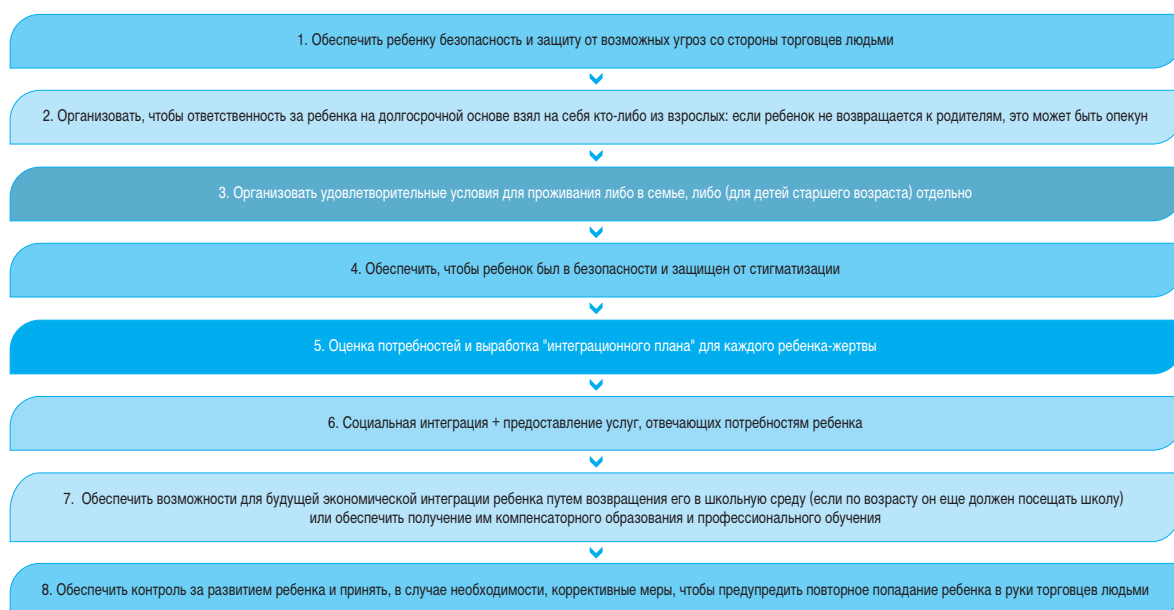 1. Обеспечить ребенку безопасность и защиту от возможных угроз со стороны торговцев людьми
2. Организовать, чтобы ответственность за ребенка на долгосрочной основе взял на себя кто-либо из взрослых: если ребенок не возвращается к родителям, это может быть опекун
3. Организовать удовлетворительные условия для проживания либо в семье, либо (для детей старшего возраста) отдельно
4. Обеспечить, чтобы ребенок был в безопасности и защищен от стигматизации
5. Оценка потребностей и выработка "интеграционного плана" для каждого ребенка-жертвы
6. Социальная интеграция + предоставление услуг, отвечающих потребностям ребенка
7. Обеспечить возможности для будущей экономической интеграции ребенка путем возвращения его в школьную среду (если по возрасту он еще должен посещать школу)
или обеспечить получение им компенсаторного образования и профессионального обучения
8. Обеспечить контроль за развитием ребенка и принять, в случае необходимости, коррективные меры, чтобы предупредить повторное попадание ребенка в руки торговцев людьми